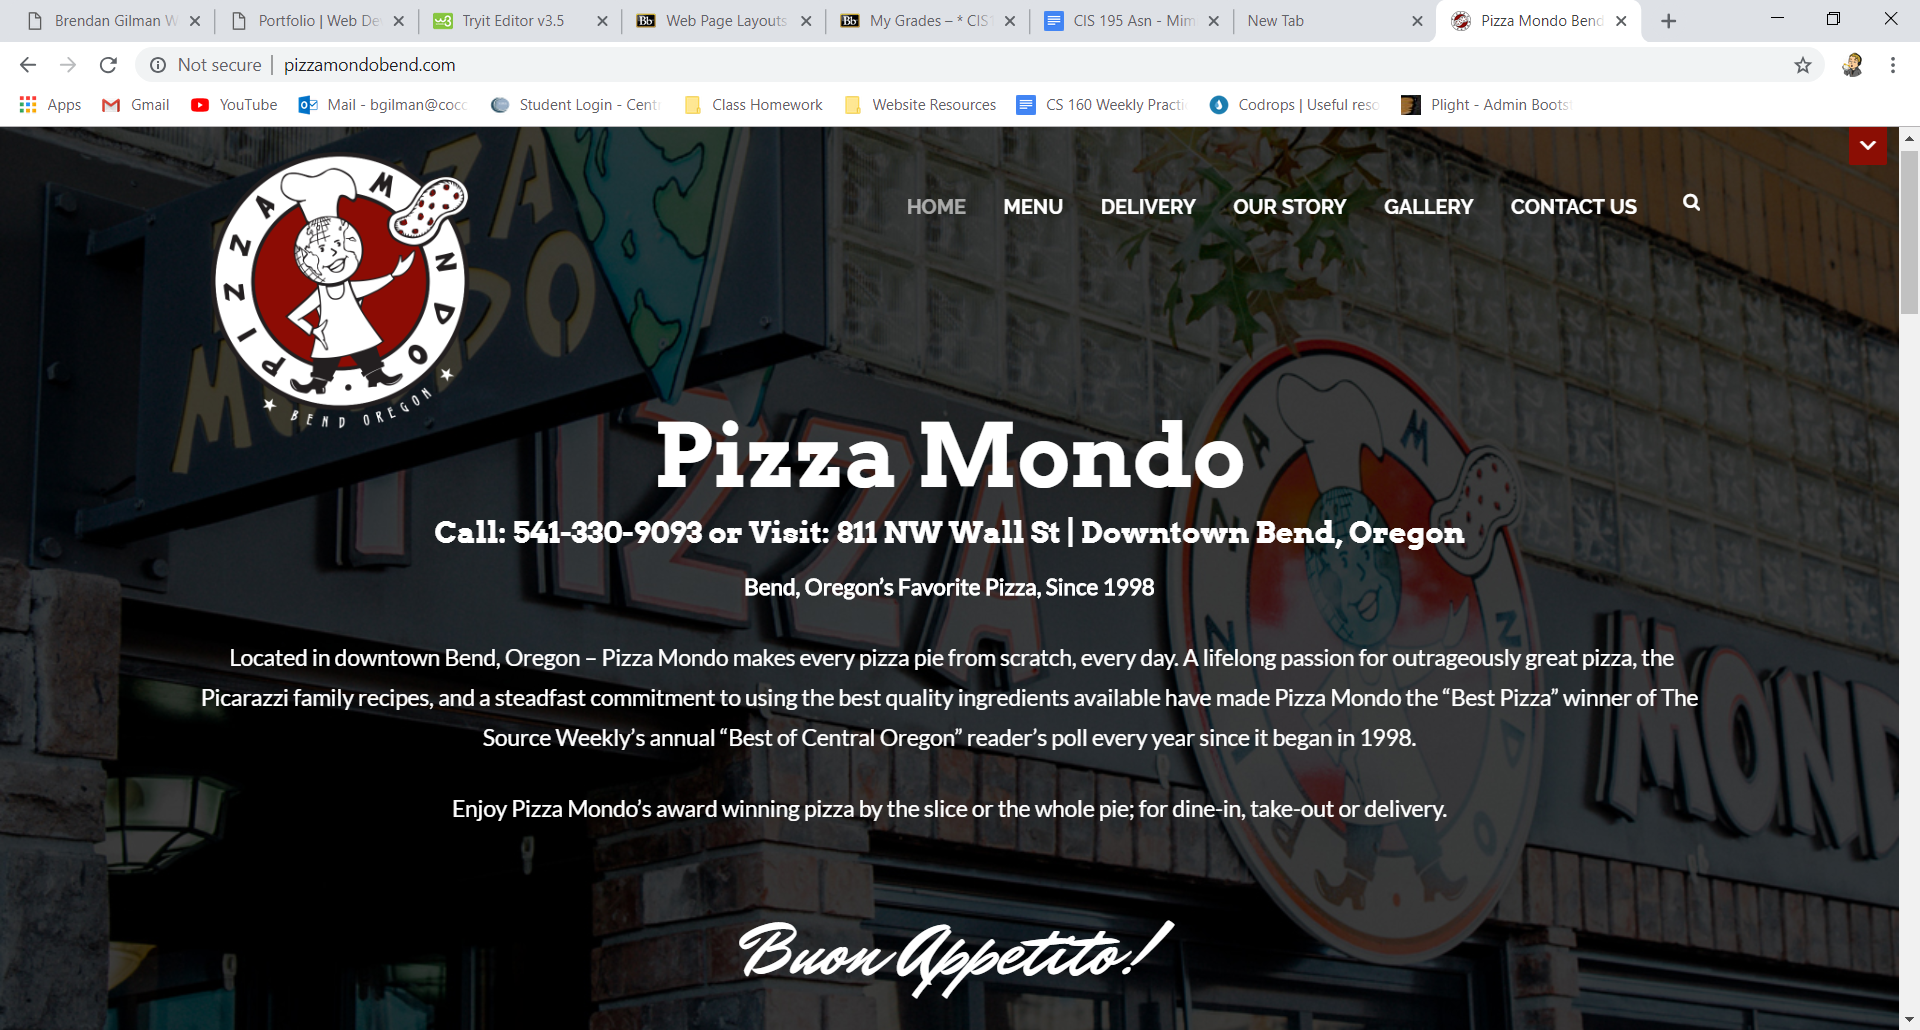 Brendan Gilman W
Portfolio | Web De
Tryit Editor v3.5
Web Page Layouts
My Grades – * CIS
CIS 195 Asn - Mim
New Tab
Pizza Mondo Bend
Not secure | pizzamondobend.com
Apps
Gmail
YouTube
Mail - bgilman@cocc
Student Login - Cent
Class Homework
Website Resources
CS 160 Weekly Practi
Codrops | Useful reso
Plight - Admin Boots
PIZZA MONDO
BEND OREGON
HOME MENU DELIVERY OUR STORY GALLERY CONTACT US
PIZZA
MONDO
PIZZA
PIZZA MONDO
MONDO
Pizza Mondo
Call: 541-330-9093 or Visit: 811 NW Wall St | Downtown Bend, Oregon
Bend, Oregon’s Favorite Pizza, Since 1998
Located in downtown Bend, Oregon – Pizza Mondo makes every pizza pie from scratch, every day. A lifelong passion for outrageously great pizza, the
Picarazzi family recipes, and a steadfast commitment to using the best quality ingredients available have made Pizza Mondo the “Best Pizza” winner of The
Source Weekly’s annual “Best of Central Oregon” reader’s poll every year since it began in 1998.
Enjoy Pizza Mondo’s award winning pizza by the slice or the whole pie; for dine-in, take-out or delivery.
Buon Appetito!